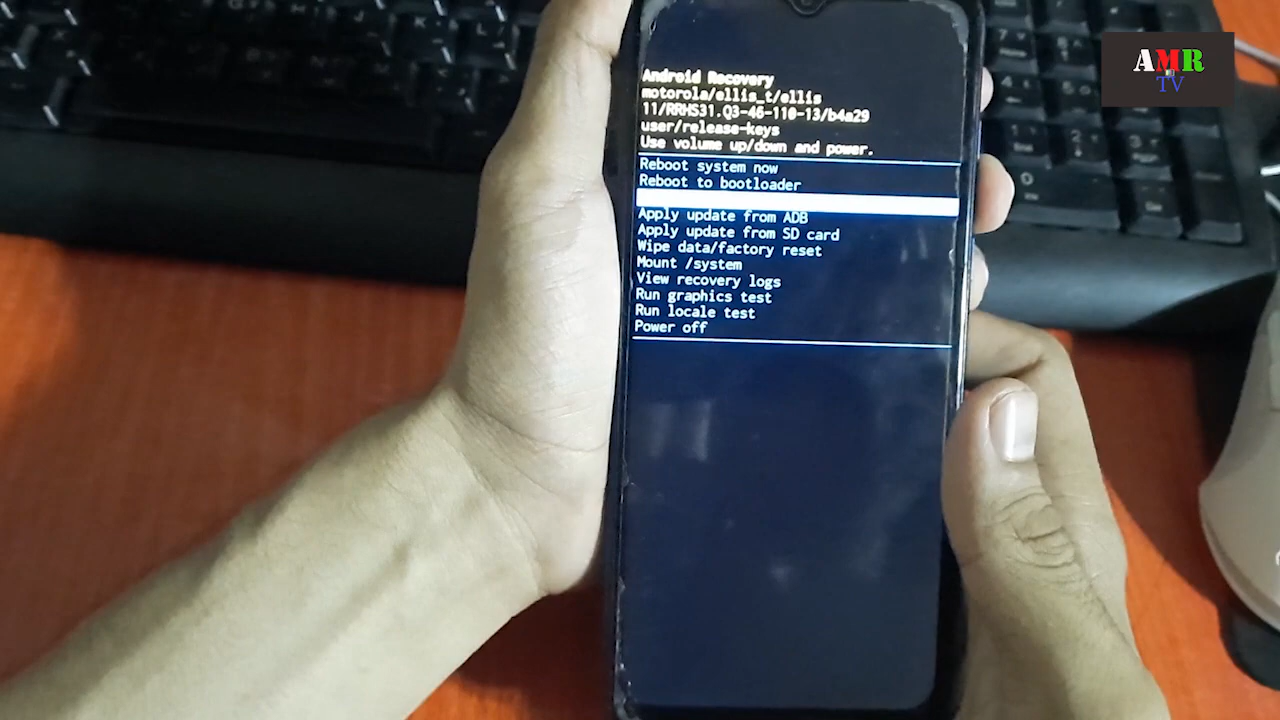 AMR
TV
Android Recovery
motorola/ellis_t/ellis
11/RRHS31.Q3-46-110-13/b4a29
user/release-keys
Use volume up/down and power.
Reboot system now
Reboot to bootloader
Apply update from ADB
Apply update from SD card
Wipe data/factory reset
Mount /system
View recovery logs
Run graphics test
Run locale test
Power off